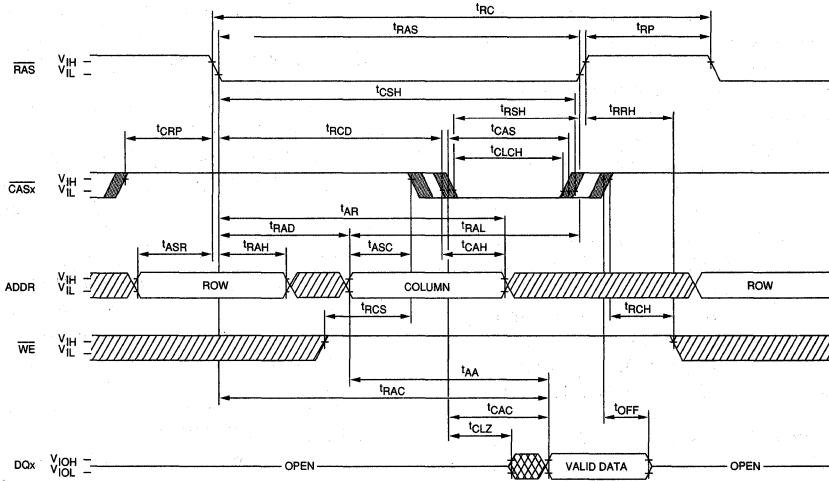 tRC
tRAS
tRP
RAS
VIH
VIL
tCSH
tRSH
tRRH
tCRP
tRCD
tCAS
tCLCH
CASx
VIH
VIL
tAR
tRAD
tRAL
tASR
tRAH
tASC
tCAH
ADDR
VIH
VIL
ROW
COLUMN
ROW
tRCS
tRCH
WE
VIH
VIL
tAA
tRAC
tCAC
tOFF
tCLZ
DQx
VIOH
VIOL
OPEN
VALID DATA
OPEN